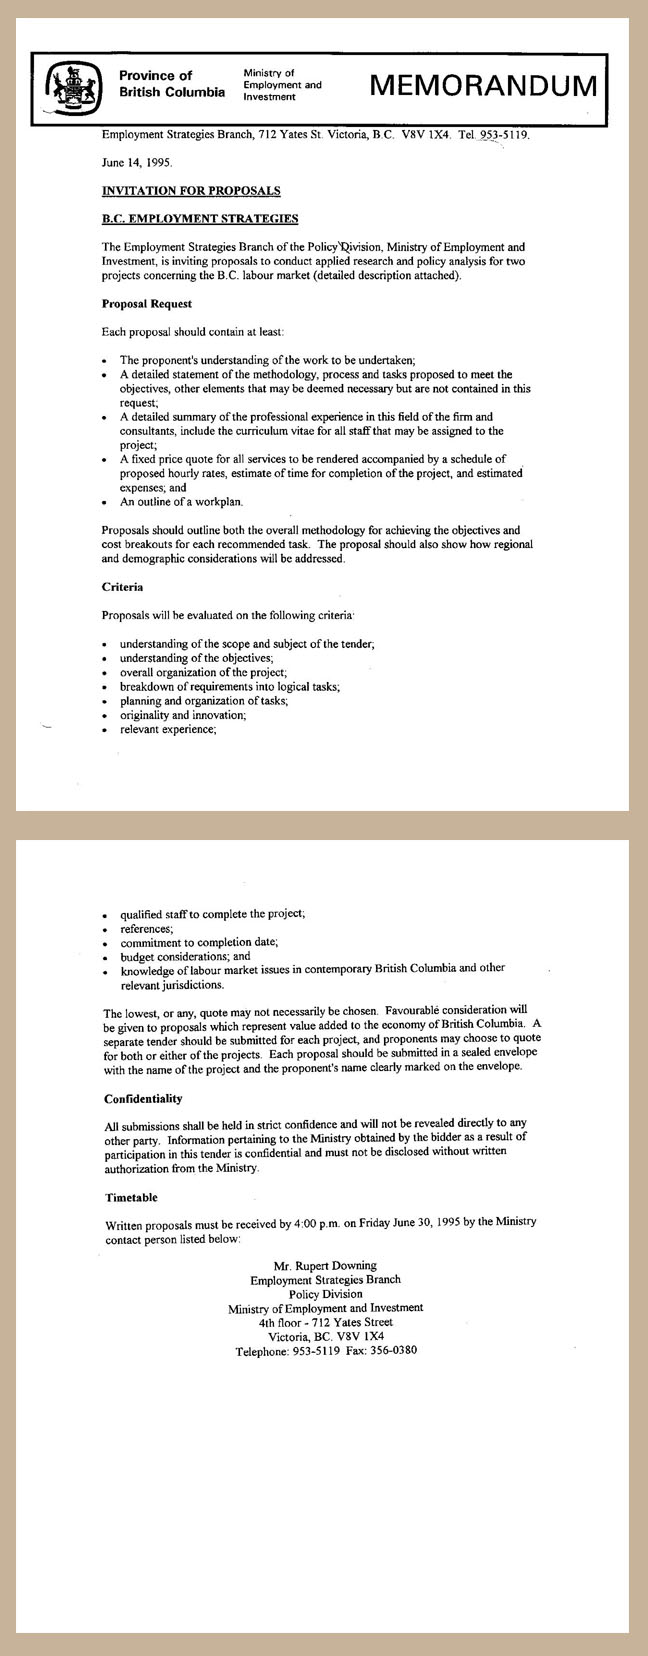 Province of
British Columbia
Ministry of
Employment and
Investment
MEMORANDUM
Employment Strategies Branch, 712 Yates St. Victoria, B.C. V8V 1X4. Tel. 953-5119.
June 14, 1995.
INVITATION FOR PROPOSALS
B.C. EMPLOYMENT STRATEGIES
The Employment Strategies Branch of the Policy Division, Ministry of Employment and
Investment, is inviting proposals to conduct applied research and policy analysis for two
projects concerning the B.C. labour market (detailed description attached).
Proposal Request
Each proposal should contain at least:
• The proponent's understanding of the work to be undertaken;
• A detailed statement of the methodology, process and tasks proposed to meet the
objectives, other elements that may be deemed necessary but are not contained in this
request;
• A detailed summary of the professional experience in this field of the firm and
consultants, include the curriculum vitae for all staff that may be assigned to the
project;
• A fixed price quote for all services to be rendered accompanied by a schedule of
proposed hourly rates, estimate of time for completion of the project, and estimated
expenses; and
• An outline of a workplan.
Proposals should outline both the overall methodology for achieving the objectives and
cost breakouts for each recommended task. The proposal should also show how regional
and demographic considerations will be addressed.
Criteria
Proposals will be evaluated on the following criteria:
• understanding of the scope and subject of the tender;
• understanding of the objectives;
• overall organization of the project;
• breakdown of requirements into logical tasks;
• planning and organization of tasks;
• originality and innovation;
• relevant experience;
• qualified staff to complete the project;
• references;
• commitment to completion date;
• budget considerations; and
• knowledge of labour market issues in contemporary British Columbia and other
relevant jurisdictions.
The lowest, or any, quote may not necessarily be chosen. Favourable consideration will
be given to proposals which represent value added to the economy of British Columbia. A
separate tender should be submitted for each project, and proponents may choose to quote
for both or either of the projects. Each proposal should be submitted in a sealed envelope
with the name of the project and the proponent's name clearly marked on the envelope.
Confidentiality
All submissions shall be held in strict confidence and will not be revealed directly to any
other party. Information pertaining to the Ministry obtained by the bidder as a result of
participation in this tender is confidential and must not be disclosed without written
authorization from the Ministry.
Timetable
Written proposals must be received by 4:00 p.m. on Friday June 30, 1995 by the Ministry
contact person listed below:
Mr. Rupert Downing
Employment Strategies Branch
Policy Division
Ministry of Employment and Investment
4th floor - 712 Yates Street
Victoria, BC. V8V 1X4
Telephone: 953-5119 Fax: 356-0380